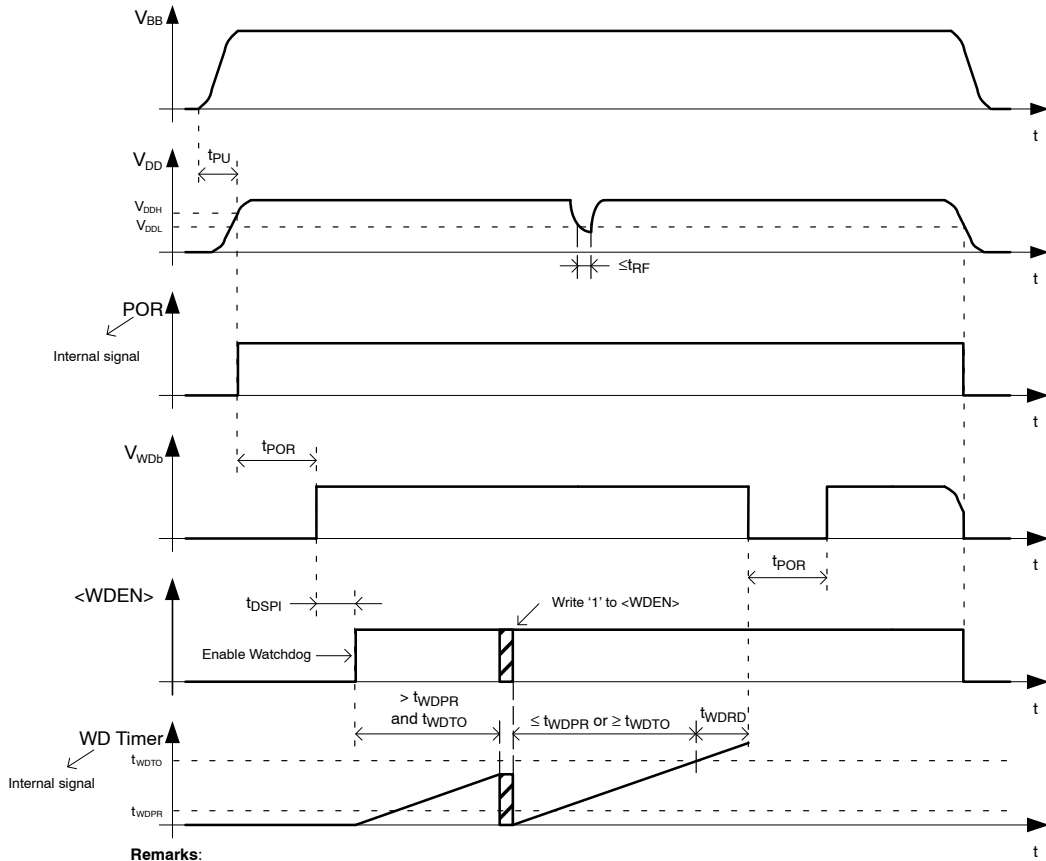 VBB
t
tPU
VDD
VDDH
VDDL
≤tRF
t
POR
Internal signal
t
tPOR
VWDb
tPOR
t
<WDEN>
tDSPI
Write ‘1’ to <WDEN>
Enable Watchdog
t
> tWDPR
and tWDTO
≤ tWDPR or ≥ tWDTO
tWDRD
WD Timer
tWDTO
Internal signal
tWDPR
t
Remarks: